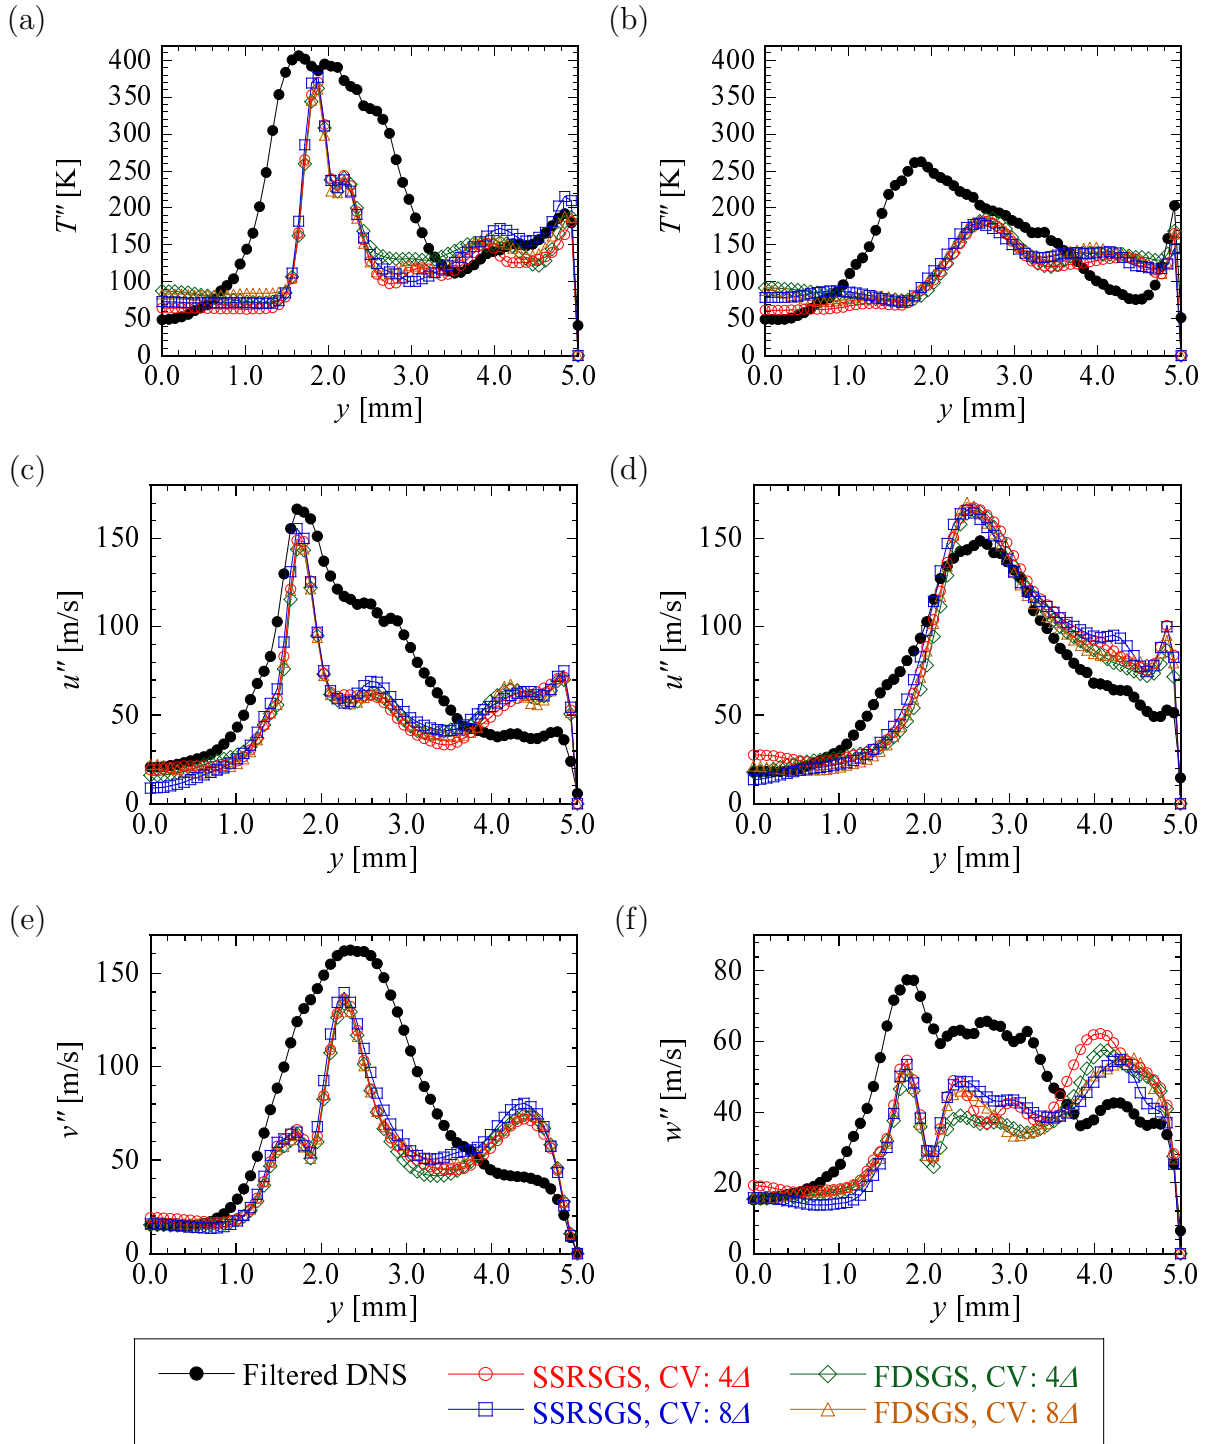 (a)
(b)
400
350
300
250
200
150
100
50
0
T″ [K]
0.0 1.0 2.0 3.0 4.0 5.0
y [mm]
400
350
300
250
200
150
100
50
0
T″ [K]
0.0 1.0 2.0 3.0 4.0 5.0
y [mm]
(c)
(d)
150
100
50
0
u″ [m/s]
0.0 1.0 2.0 3.0 4.0 5.0
y [mm]
150
100
50
0
u″ [m/s]
0.0 1.0 2.0 3.0 4.0 5.0
y [mm]
(e)
(f)
150
100
50
0
v″ [m/s]
0.0 1.0 2.0 3.0 4.0 5.0
y [mm]
80
60
40
20
0
w″ [m/s]
0.0 1.0 2.0 3.0 4.0 5.0
y [mm]
Filtered DNS
SSRSGS, CV: 4Δ
FDSGS, CV: 4Δ
SSRSGS, CV: 8Δ
FDSGS, CV: 8Δ